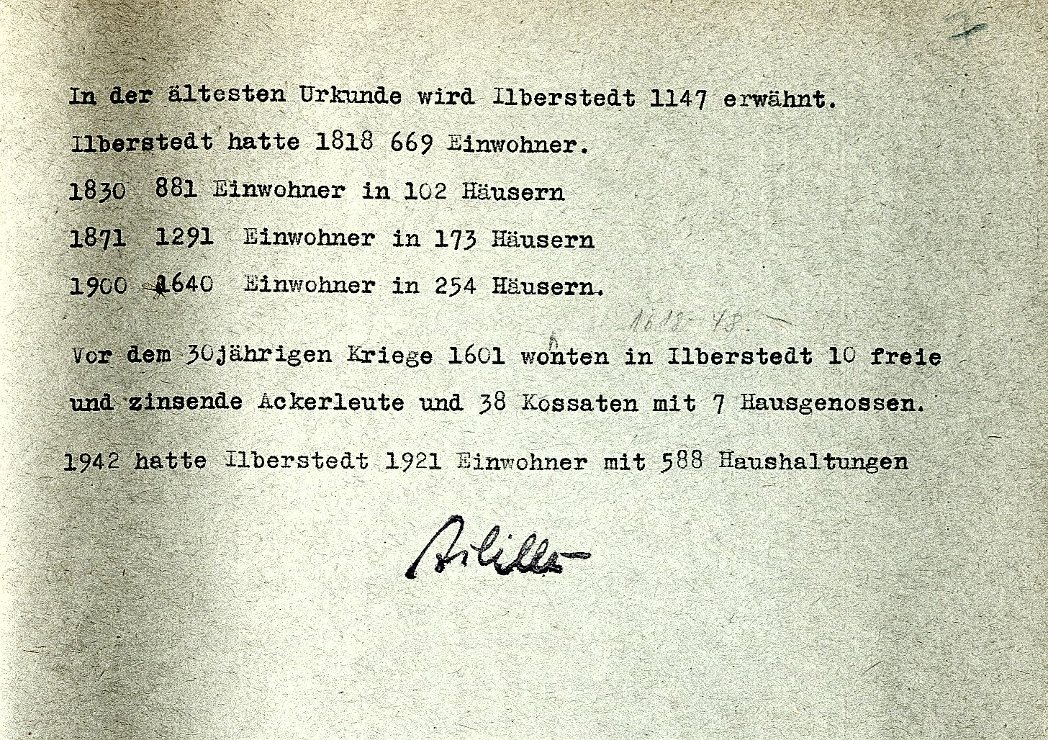 7
In der ältesten Urkunde wird Ilberstedt 1147 erwähnt.
Ilberstedt hatte 1818 669 Einwohner.
1830 881 Einwohner in 102 Häusern
1871 1291 Einwohner in 173 Häusern
1900 1640 Einwohner in 254 Häusern.
1618-48
Vor dem 30jährigen Kriege 1601 wohnten in Ilberstedt 10 freie
und zinsende Ackerleute und 38 Kossaten mit 7 Hausgenossen.
1942 hatte Ilberstedt 1921 Einwohner mit 588 Haushaltungen